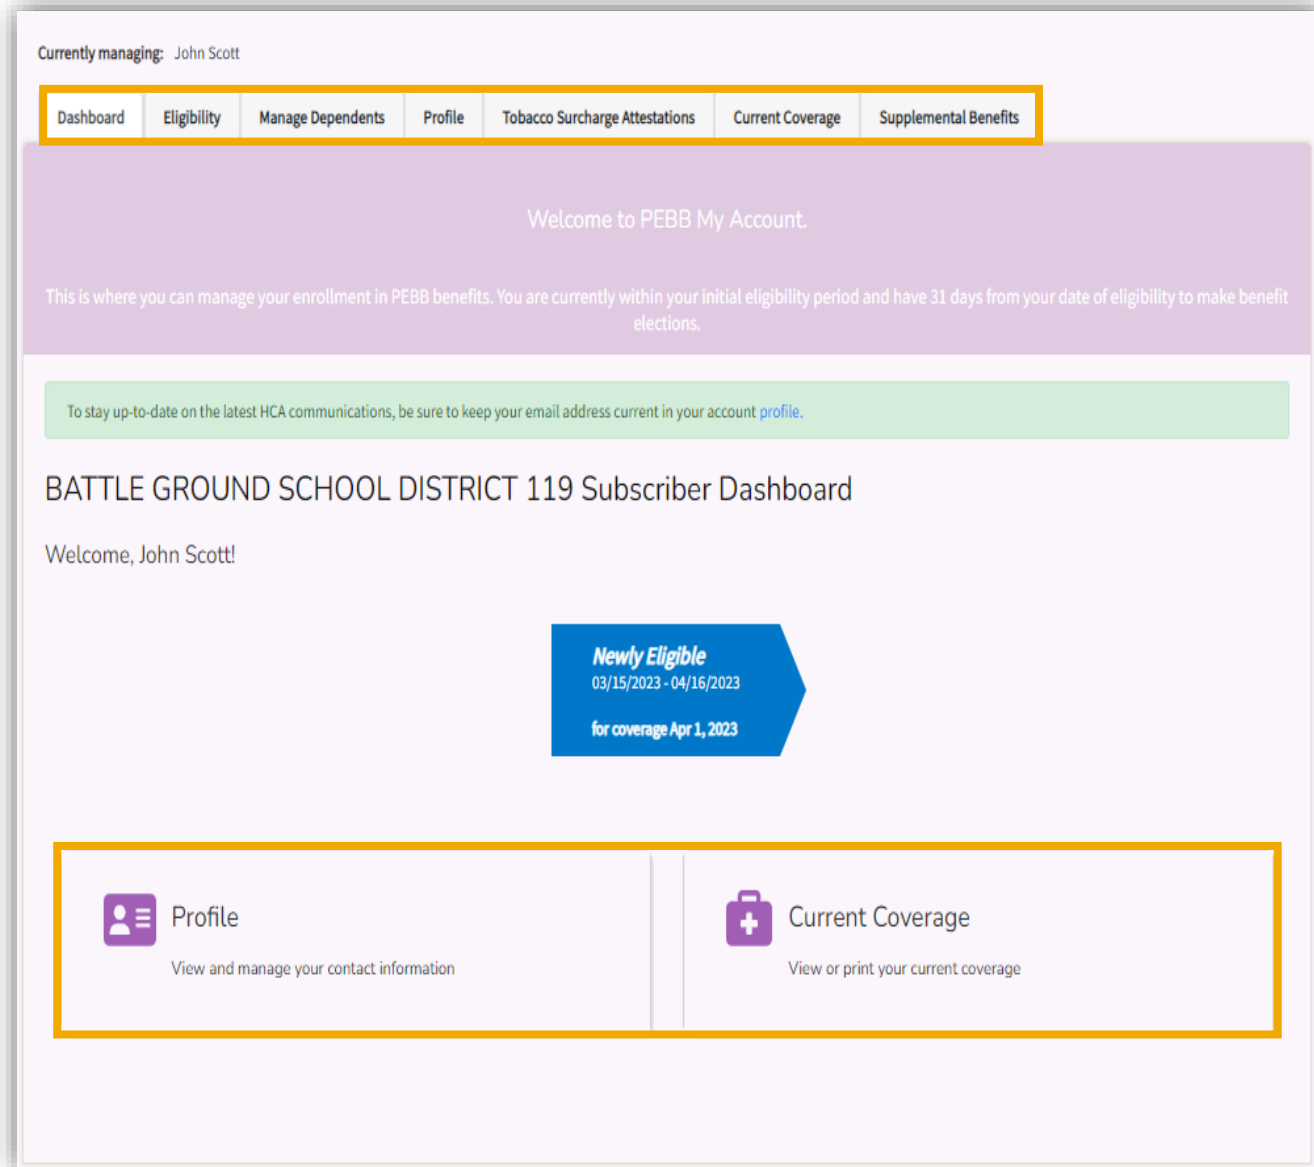 Currently managing: John Scott
Dashboard Eligibility Manage Dependents Profile Tobacco Surcharge Attestations Current Coverage Supplemental Benefits
Welcome to PEBB My Account.
This is where you can manage your enrollment in PEBB benefits. You are currently within your initial eligibility period and have 31 days from your date of eligibility to make benefit
elections.
To stay up-to-date on the latest HCA communications, be sure to keep your email address current in your account profile.
BATTLE GROUND SCHOOL DISTRICT 119 Subscriber Dashboard
Welcome, John Scott!
Newly Eligible
03/15/2023 - 04/16/2023
for coverage Apr 1, 2023
Profile
View and manage your contact information
Current Coverage
View or print your current coverage